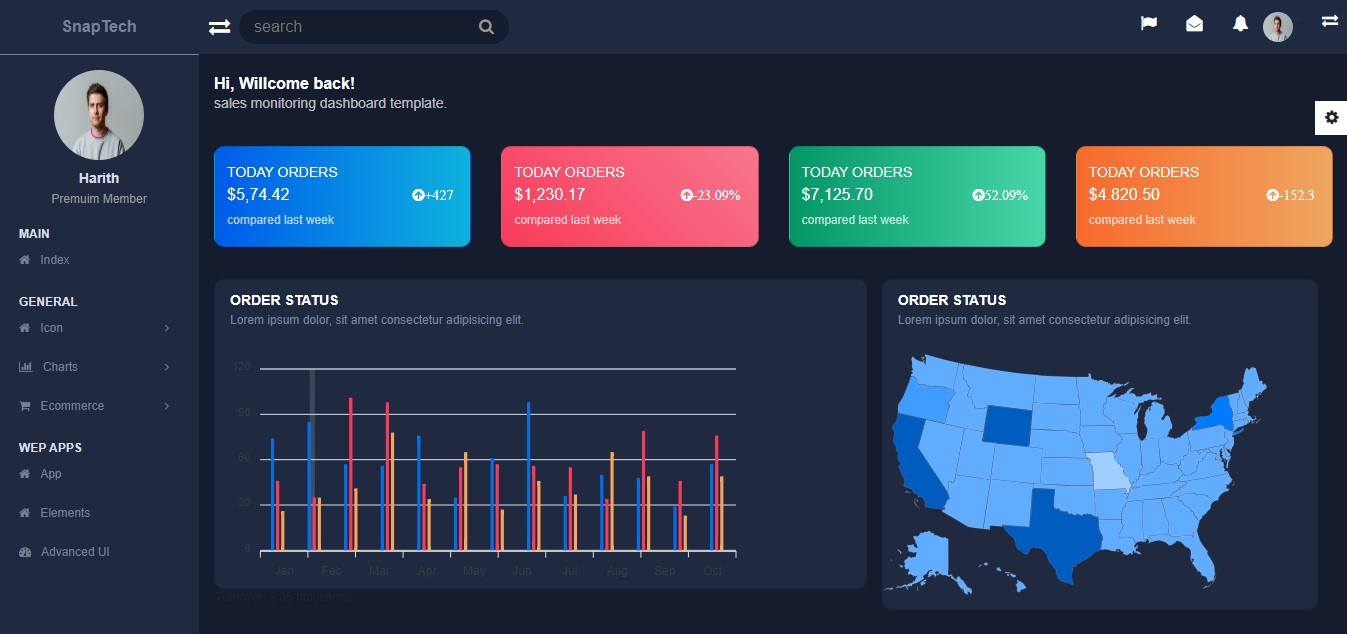 SnapTech
search
Harith
Premuim Member
MAIN
Index
GENERAL
Icon
Charts
Ecommerce
WEP APPS
App
Elements
Advanced UI
Hi, Willcome back!
sales monitoring dashboard template.
TODAY ORDERS
$5,74.42
+427
compared last week
TODAY ORDERS
$1,230.17
-23.09%
compared last week
TODAY ORDERS
$7,125.70
52.09%
compared last week
TODAY ORDERS
$4.820.50
-152.3
compared last week
ORDER STATUS
Lorem ipsum dolor, sit amet consectetur adipisicing elit.
120
90
60
30
0
Jan Feb Mar Apr May Jun Jul Aug Sep Oct
Turnover: $ 35 thousands
ORDER STATUS
Lorem ipsum dolor, sit amet consectetur adipisicing elit.